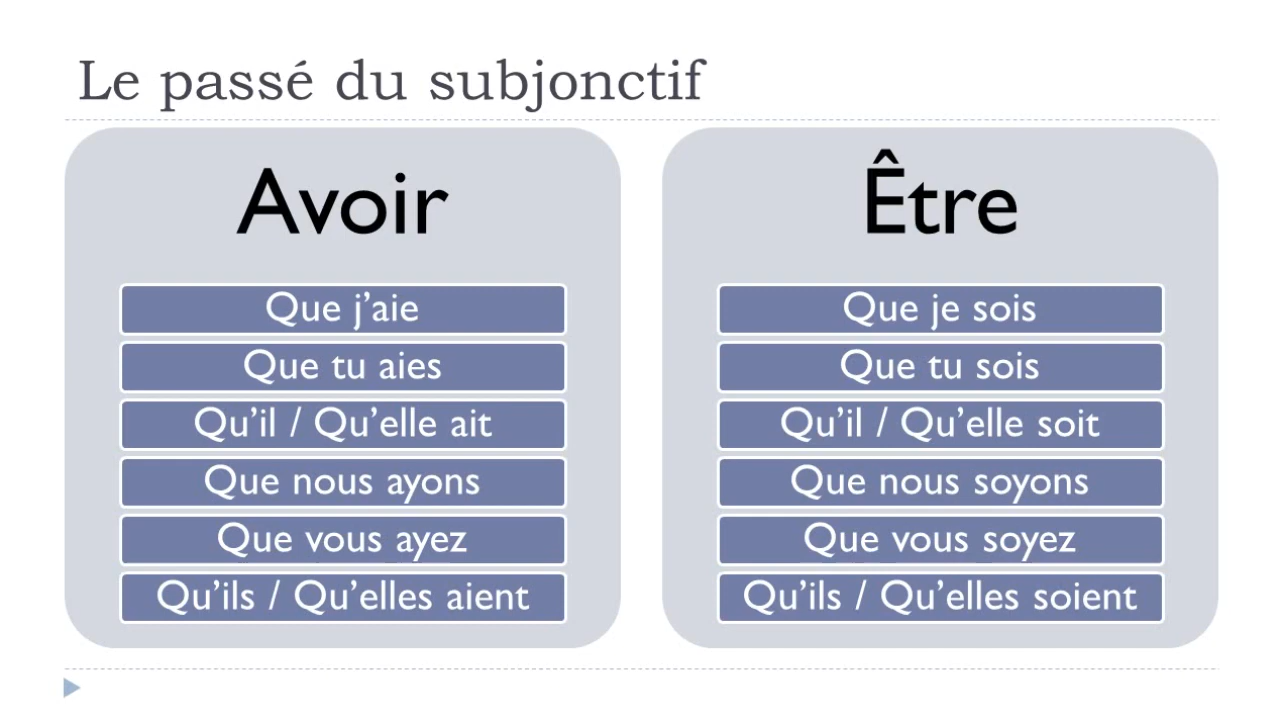 Le passé du subjonctif
Avoir
Que j’aie
Que tu aies
Qu’il / Qu’elle ait
Que nous ayons
Que vous ayez
Qu’ils / Qu’elles aient
Être
Que je sois
Que tu sois
Qu’il / Qu’elle soit
Que nous soyons
Que vous soyez
Qu’ils / Qu’elles soient